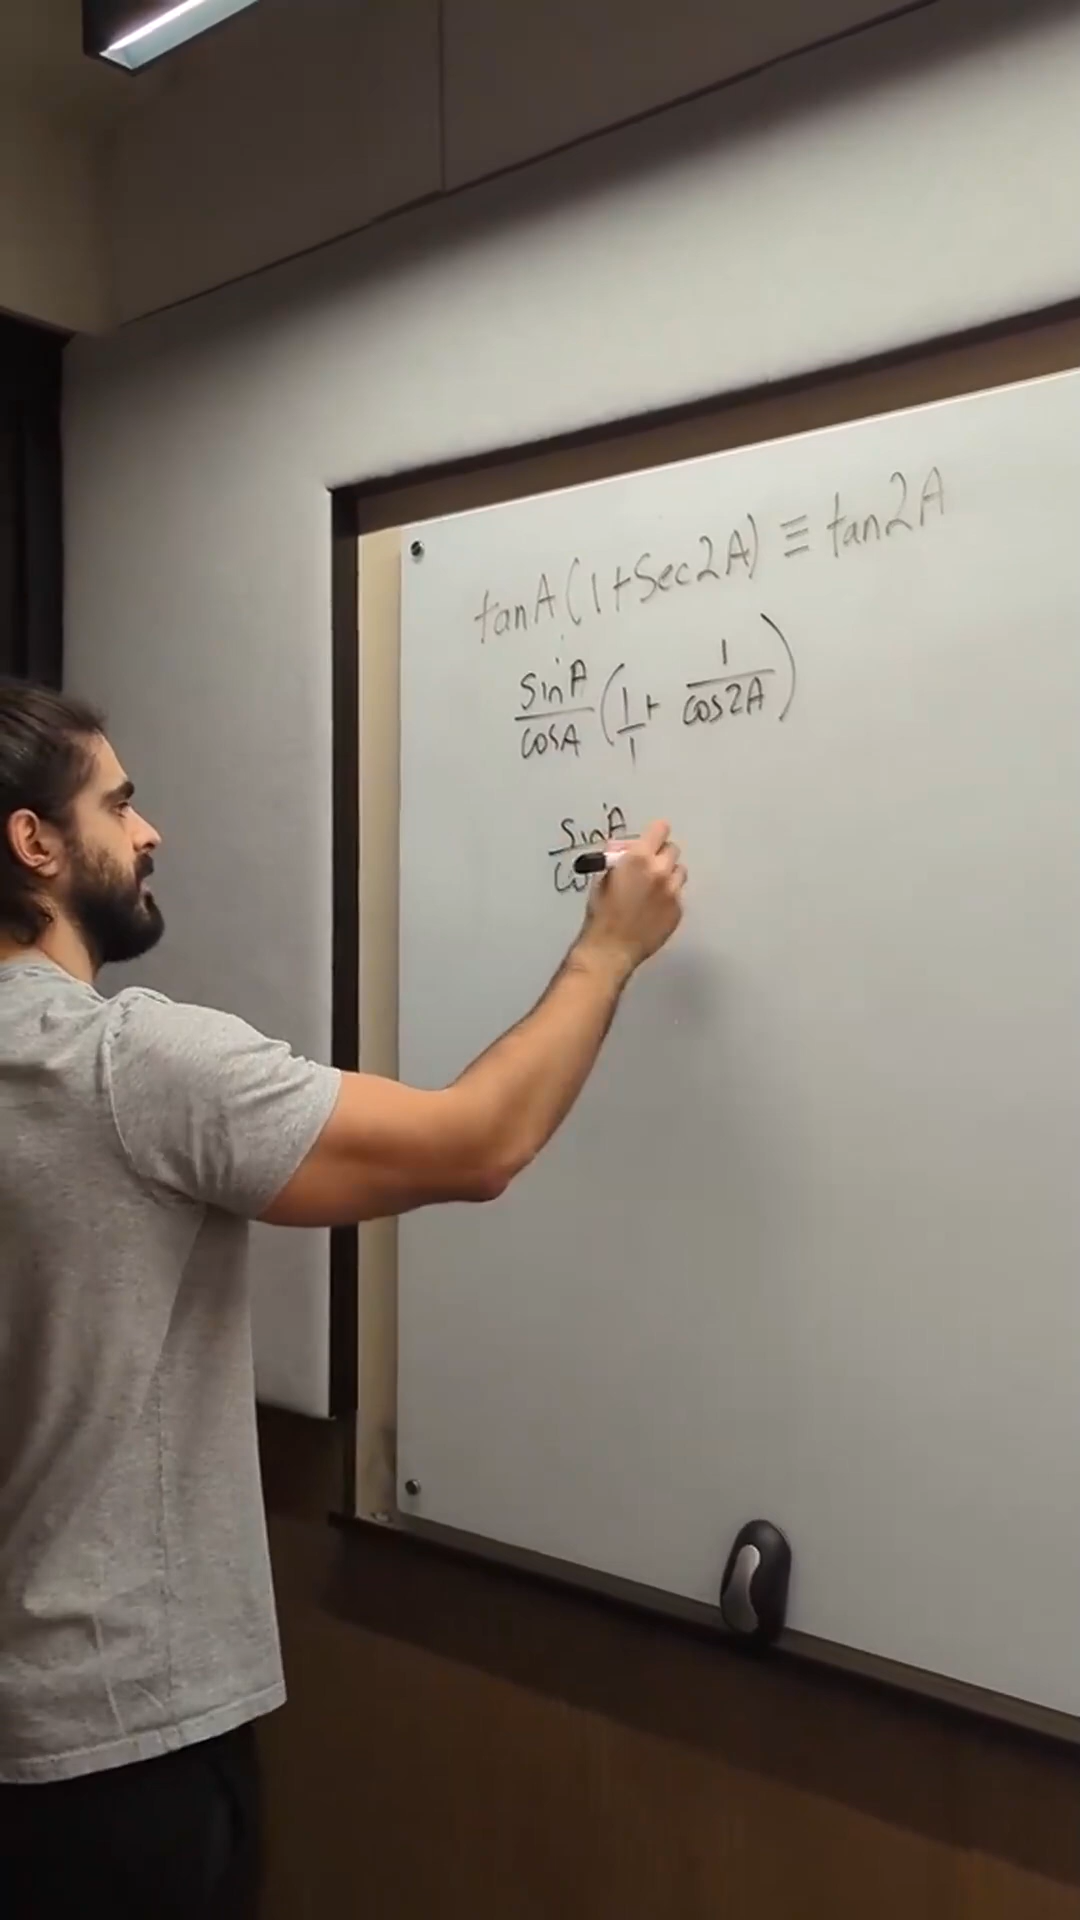 tanA(1+Sec2A) ≡ tan2A
sinA/cosA (1/1 + 1/cos2A)
sinA